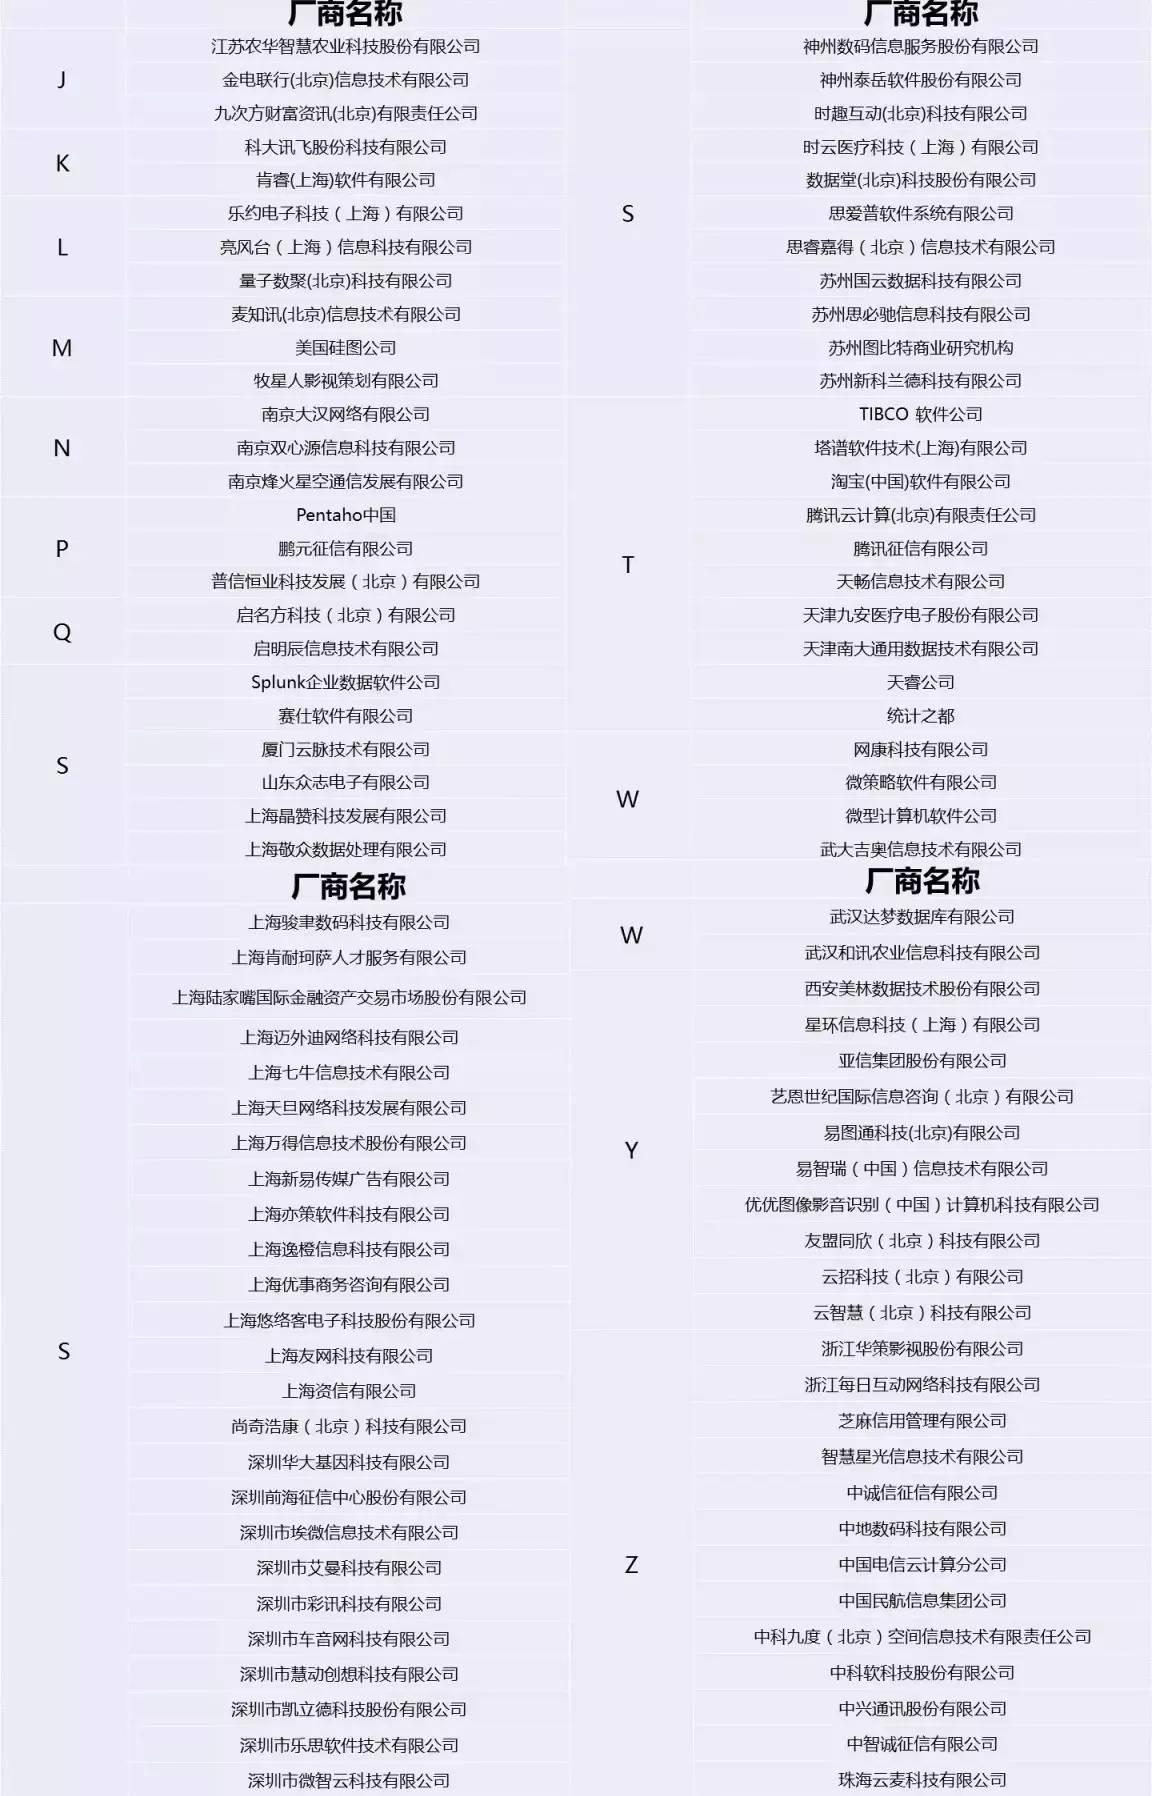 厂商名称
J
江苏农华智慧农业科技股份有限公司
金电联行(北京)信息技术有限公司
九次方财富资讯(北京)有限责任公司
K
科大讯飞股份科技有限公司
肯睿(上海)软件有限公司
L
乐约电子科技（上海）有限公司
亮风台（上海）信息科技有限公司
量子数聚(北京)科技有限公司
M
麦知讯(北京)信息技术有限公司
美国硅图公司
牧星人影视策划有限公司
N
南京大汉网络有限公司
南京双心源信息科技有限公司
南京烽火星空通信发展有限公司
P
Pentaho中国
鹏元征信有限公司
普信恒业科技发展（北京）有限公司
Q
启名方科技（北京）有限公司
启明辰信息技术有限公司
S
Splunk企业数据软件公司
赛仕软件有限公司
厦门云脉技术有限公司
山东众志电子有限公司
上海晶赞科技发展有限公司
上海敬众数据处理有限公司
厂商名称
S
神州数码信息服务股份有限公司
神州泰岳软件股份有限公司
时趣互动(北京)科技有限公司
时云医疗科技（上海）有限公司
数据堂(北京)科技股份有限公司
思爱普软件系统有限公司
思睿嘉得（北京）信息技术有限公司
苏州国云数据科技有限公司
苏州思必驰信息科技有限公司
苏州图比特商业研究机构
苏州新科兰德科技有限公司
T
TIBCO 软件公司
塔谱软件技术(上海)有限公司
淘宝(中国)软件有限公司
腾讯云计算(北京)有限责任公司
腾讯征信有限公司
天畅信息技术有限公司
天津九安医疗电子股份有限公司
天津南大通用数据技术有限公司
天睿公司
统计之都
W
网康科技有限公司
微策略软件有限公司
微型计算机软件公司
武大吉奥信息技术有限公司
厂商名称
S
上海骏聿数码科技有限公司
上海肯耐珂萨人才服务有限公司
上海陆家嘴国际金融资产交易市场股份有限公司
上海迈外迪网络科技有限公司
上海七牛信息技术有限公司
上海天旦网络科技发展有限公司
上海万得信息技术股份有限公司
上海新易传媒广告有限公司
上海亦策软件科技有限公司
上海逸橙信息科技有限公司
上海优事商务咨询有限公司
上海悠络客电子科技股份有限公司
上海友网科技有限公司
上海资信有限公司
尚奇浩康（北京）科技有限公司
深圳华大基因科技有限公司
深圳前海征信中心股份有限公司
深圳市埃微信息技术有限公司
深圳市艾曼科技有限公司
深圳市彩讯科技有限公司
深圳市车音网科技有限公司
深圳市慧动创想科技有限公司
深圳市凯立德科技股份有限公司
深圳市乐思软件技术有限公司
深圳市微智云科技有限公司
厂商名称
W
武汉达梦数据库有限公司
武汉和讯农业信息科技有限公司
Y
西安美林数据技术股份有限公司
星环信息科技（上海）有限公司
亚信集团股份有限公司
艺恩世纪国际信息咨询（北京）有限公司
易图通科技(北京)有限公司
易智瑞（中国）信息技术有限公司
优优图像影音识别（中国）计算机科技有限公司
友盟同欣（北京）科技有限公司
云招科技（北京）有限公司
云智慧（北京）科技有限公司
Z
浙江华策影视股份有限公司
浙江每日互动网络科技有限公司
芝麻信用管理有限公司
智慧星光信息技术有限公司
中诚信征信有限公司
中地数码科技有限公司
中国电信云计算分公司
中国民航信息集团公司
中科九度（北京）空间信息技术有限责任公司
中科软科技股份有限公司
中兴通讯股份有限公司
中智诚征信有限公司
珠海云麦科技有限公司